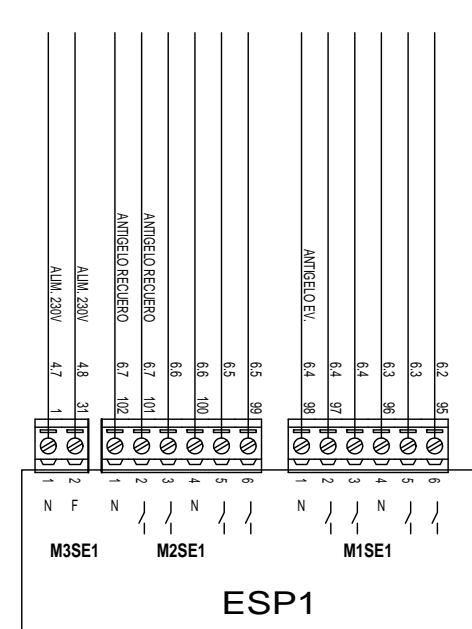 ALIM. 230V
ALIM. 230V
ANTIGELO RECUERO
ANTIGELO RECUERO
ANTIGELO EV.
4.7 4.8 6.7 6.7 6.6 6.6 6.5 6.5 6.4 6.4 6.4 6.3 6.3 6.2
1 31 102 101 100 99 98 97 96 95
1 2 1 2 3 4 5 6 1 2 3 4 5 6
N F N N N N
M3SE1 M2SE1 M1SE1
ESP1